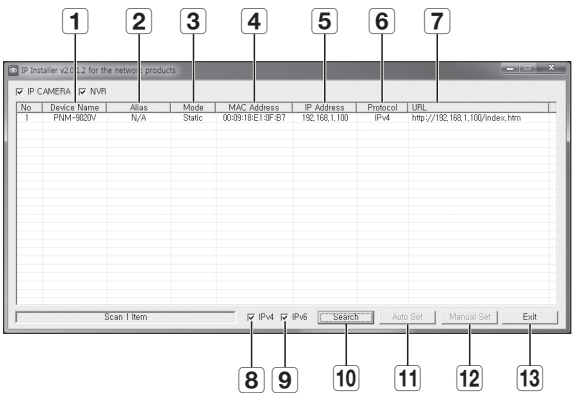 1 2 3 4 5 6 7
IP Installer v2.0.1.2 for the network products
IP CAMERA NVR
No Device Name Alias Mode MAC Address IP Address Protocol URL
1 PNM-9020V N/A Static 00:09:18:E1:0F:B7 192,168,1,100 IPv4 http://192,168,1,100/index,htm
Scan 1 Item IPv4 IPv6 Search Auto Set Manual Set Exit
8 9 10 11 12 13